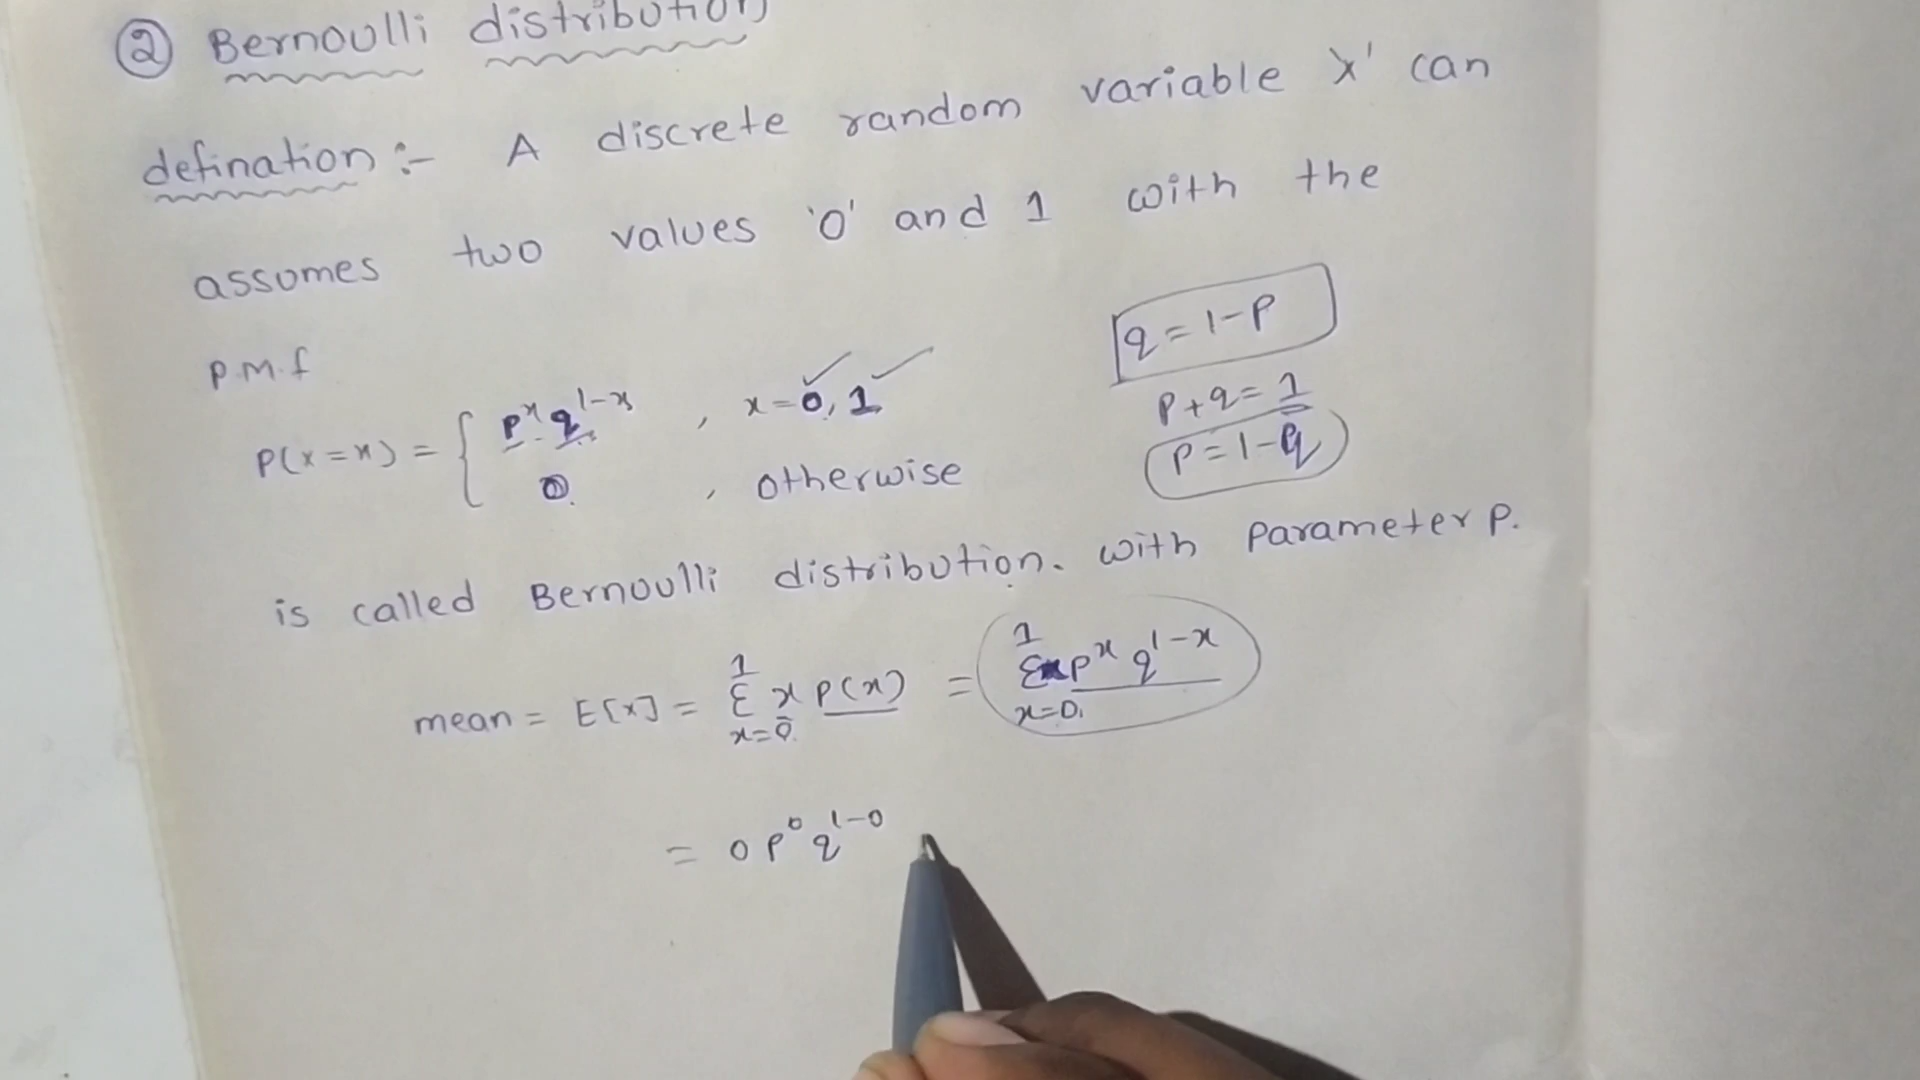 ② Bernoulli distribution
defination :- A discrete random variable 'X' can
assumes two values '0' and 1 with the
P.M.f
q = 1-P
P(x=x) = { p^x q^(1-x) , x=0,1
P+q=1
0 , otherwise
P=1-q
is called Bernoulli distribution. with Parameter P.
mean = E[x] = Σ_{x=0}^{1} x P(x) = Σ_{x=0}^{1} x p^x q^(1-x)
= 0 P^0 q^(1-0)